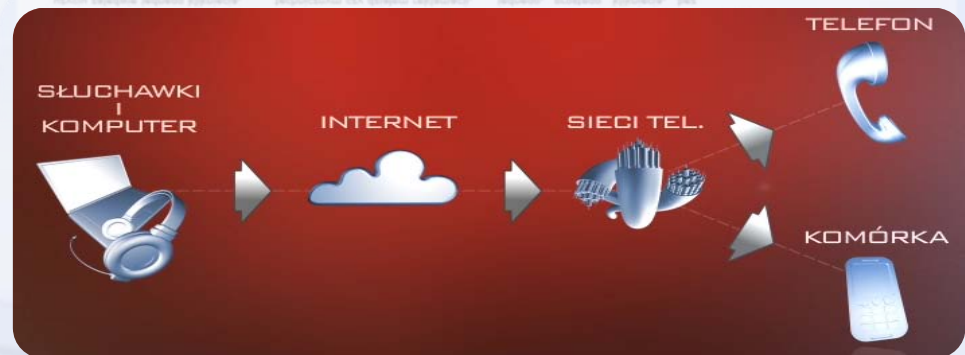 SŁUCHAWKI
I
KOMPUTER
INTERNET
SIECI TEL.
TELEFON
KOMÓRKA